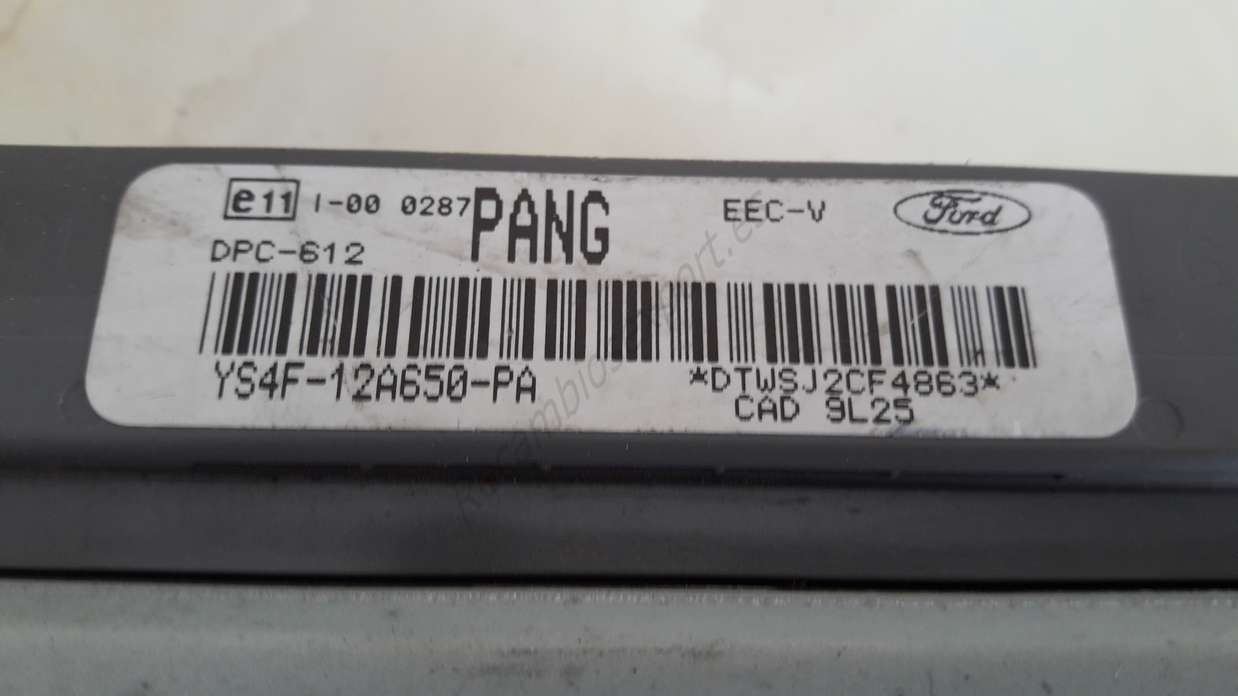 e11 1-00 0287 PANG EEC-V Ford
DPC-612
YS4F-12A650-PA *DTWSJ2CF4863*
CAD 9L25